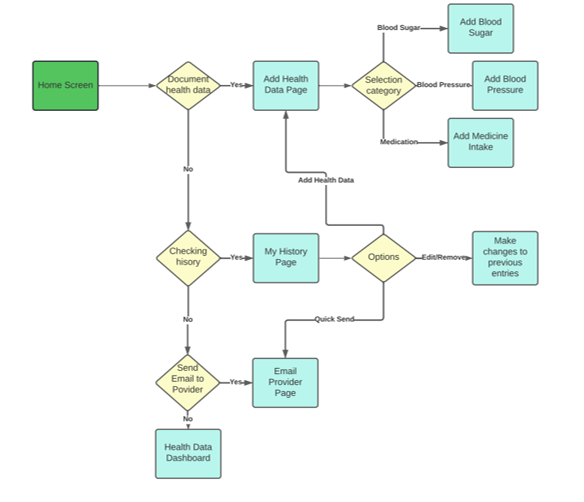 Blood Sugar
Add Blood
Sugar
Home Screen
Document
health data
Yes
Add Health
Data Page
Selection
category
Blood Pressure
Add Blood
Pressure
Medication
Add Medicine
Intake
No
Add Health Data
Checking
hisory
Yes
My History
Page
Options
Edit/Remove
Make
changes to
previous
entries
No
Quick Send
Send
Email to
Povider
Yes
Email
Provider
Page
No
Health Data
Dashboard